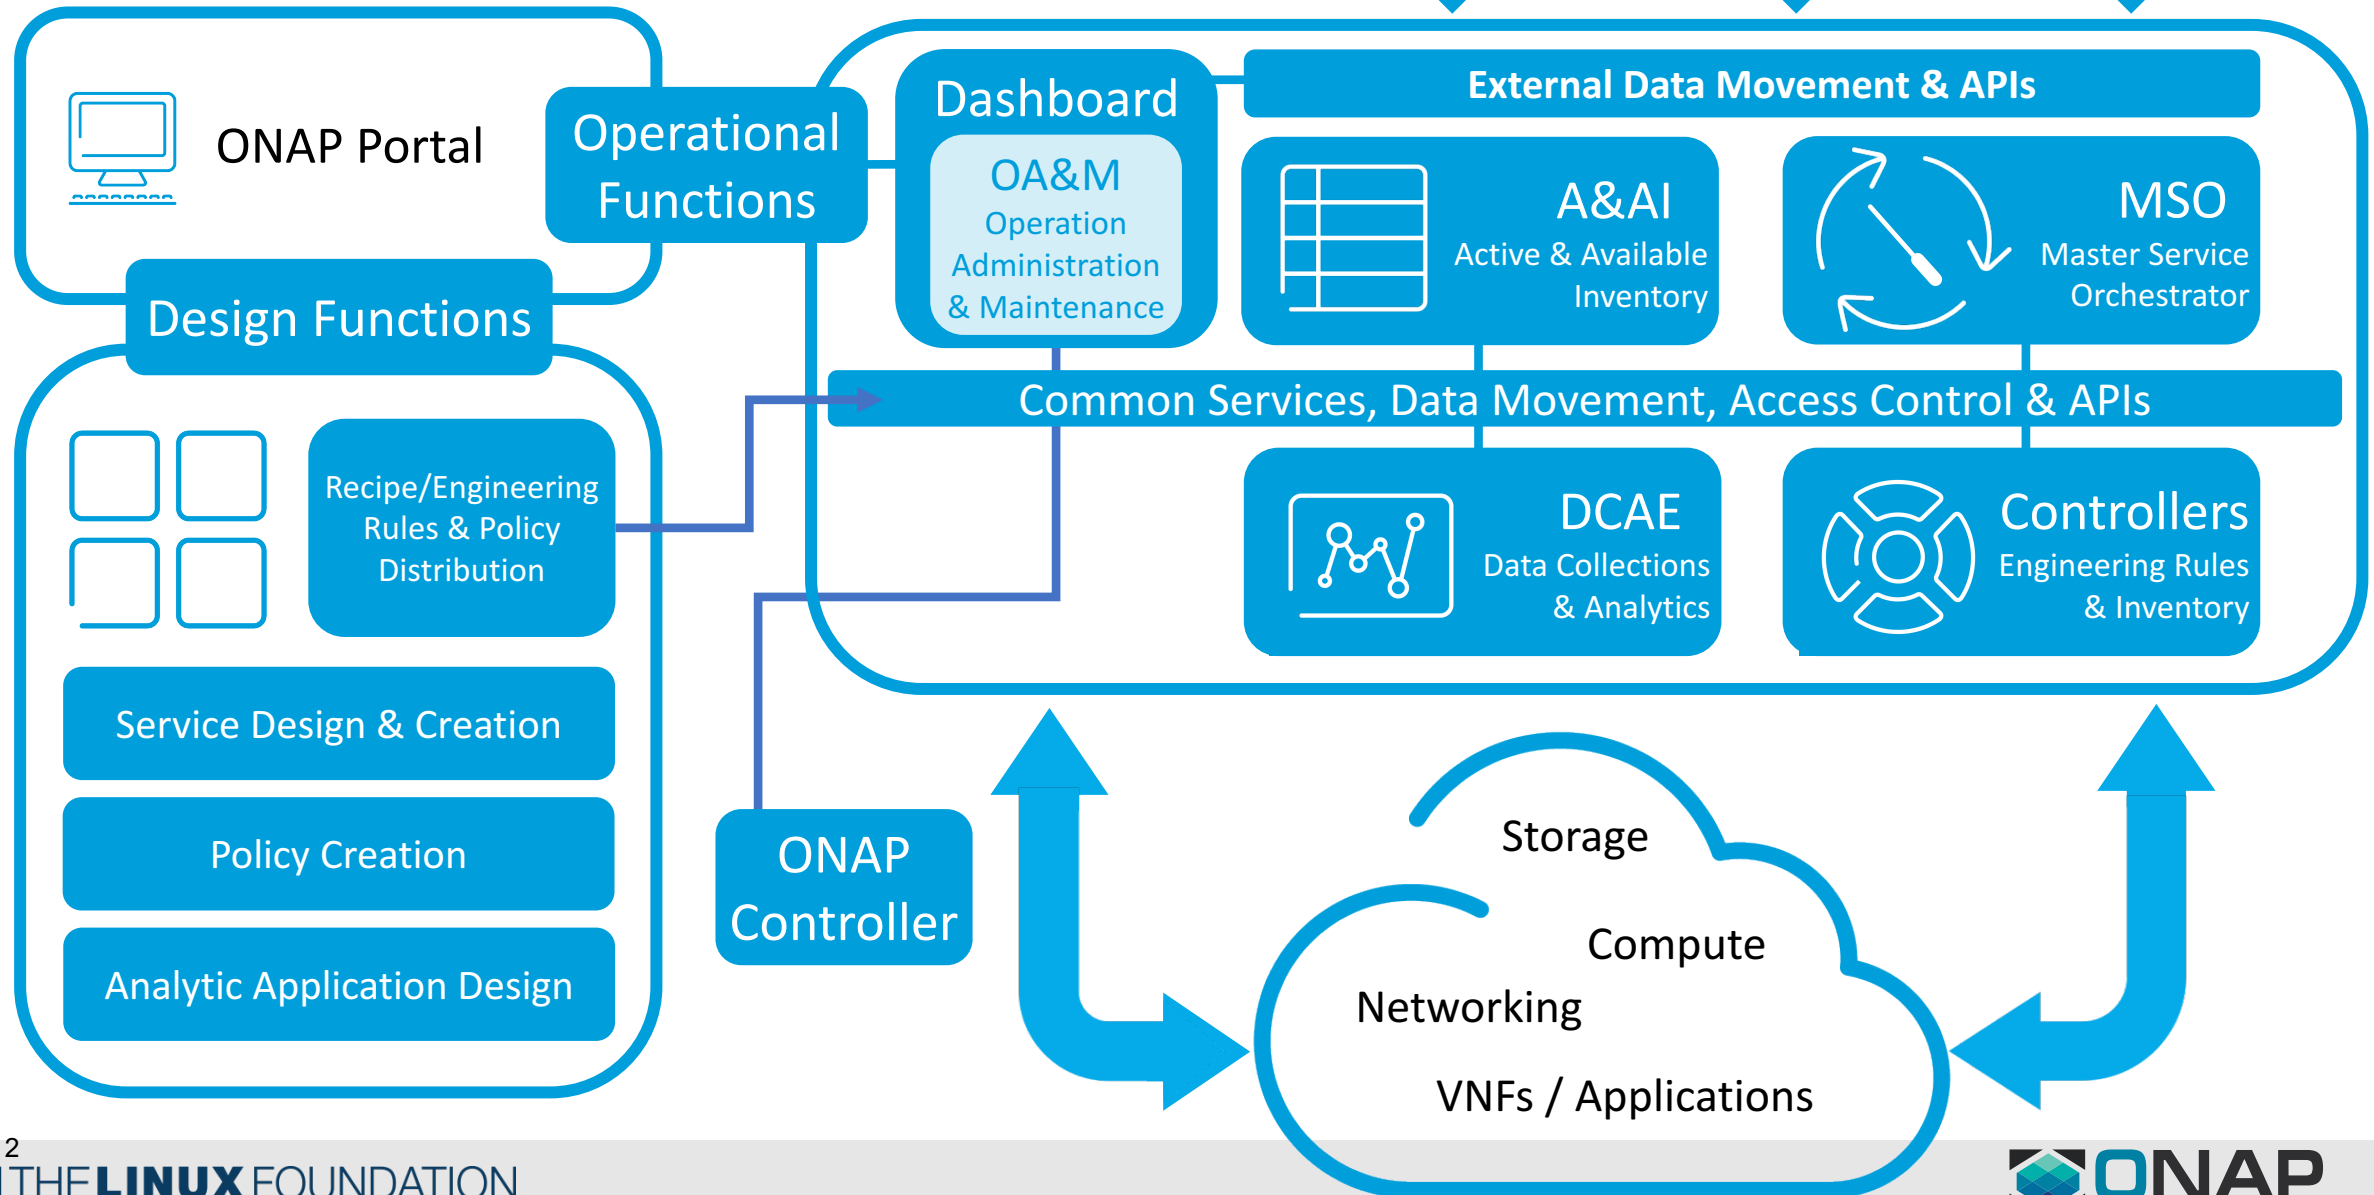 ONAP Portal
Operational
Functions
Design Functions
Dashboard
OA&M
Operation
Administration
& Maintenance
External Data Movement & APIs
A&AI
Active & Available
Inventory
MSO
Master Service
Orchestrator
Common Services, Data Movement, Access Control & APIs
Recipe/Engineering
Rules & Policy
Distribution
DCAE
Data Collections
& Analytics
Controllers
Engineering Rules
& Inventory
Service Design & Creation
Policy Creation
Analytic Application Design
ONAP
Controller
Storage
Compute
Networking
VNFs / Applications
2
THE LINUX FOUNDATION
ONAP